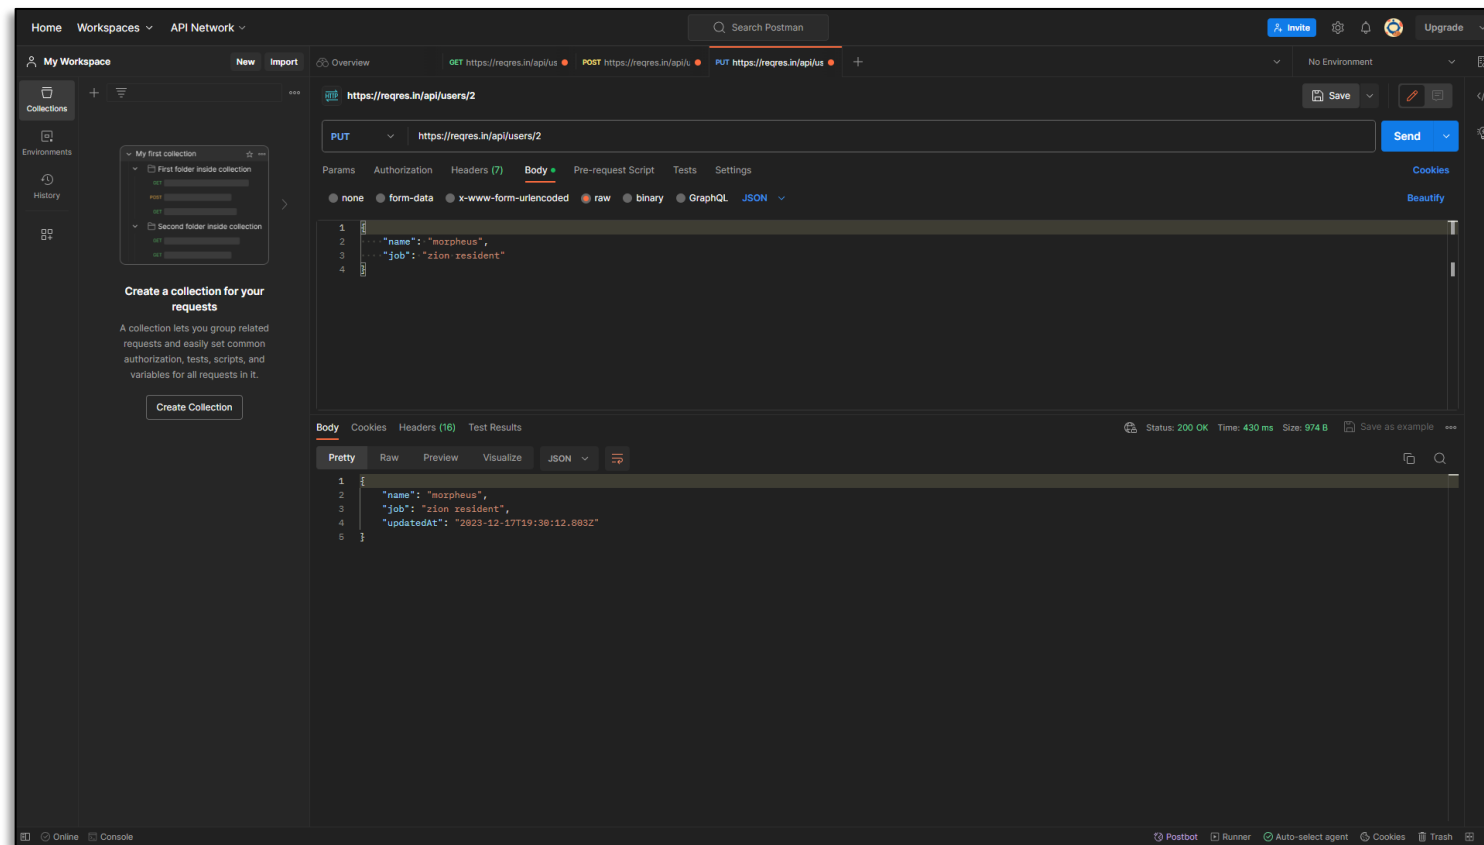 Home Workspaces API Network Search Postman Invite Upgrade
My Workspace New Import Overview GET https://reqres.in/api/us POST https://reqres.in/api/u PUT https://reqres.in/api/us No Environment
Collections
Environments
History
My first collection
First folder inside collection
GET
POST
GET
Second folder inside collection
GET
GET
Create a collection for your
requests
A collection lets you group related
requests and easily set common
authorization, tests, scripts, and
variables for all requests in it.
Create Collection
HTTP https://reqres.in/api/users/2 Save
PUT https://reqres.in/api/users/2 Send
Params Authorization Headers (7) Body Pre-request Script Tests Settings Cookies
none form-data x-www-form-urlencoded raw binary GraphQL JSON Beautify
1 {
2 "name": "morpheus",
3 "job": "zion resident"
4 }
Body Cookies Headers (16) Test Results Status: 200 OK Time: 430 ms Size: 974 B Save as example
Pretty Raw Preview Visualize JSON
1 {
2 "name": "morpheus",
3 "job": "zion resident",
4 "updatedAt": "2023-12-17T19:30:12.803Z"
5 }
Online Console Postbot Runner Auto-select agent Cookies Trash